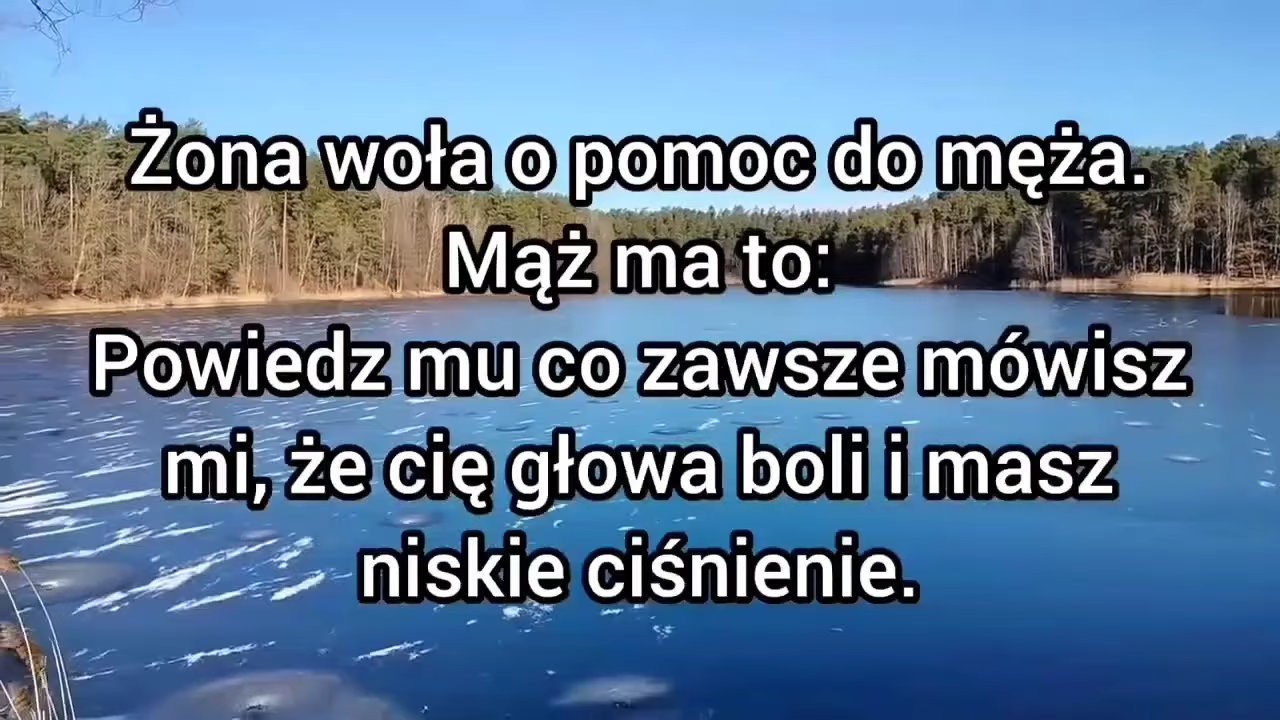 Żona woła o pomoc do męża.
Mąż ma to:
Powiedz mu co zawsze mówisz
mi, że cię głowa boli i masz
niskie ciśnienie.